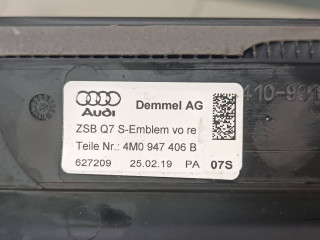 Audi
Demmel AG
ZSB Q7 S-Emblem vo re
Teile Nr.: 4M0 947 406 B
627209 25.02.19 PA 07S